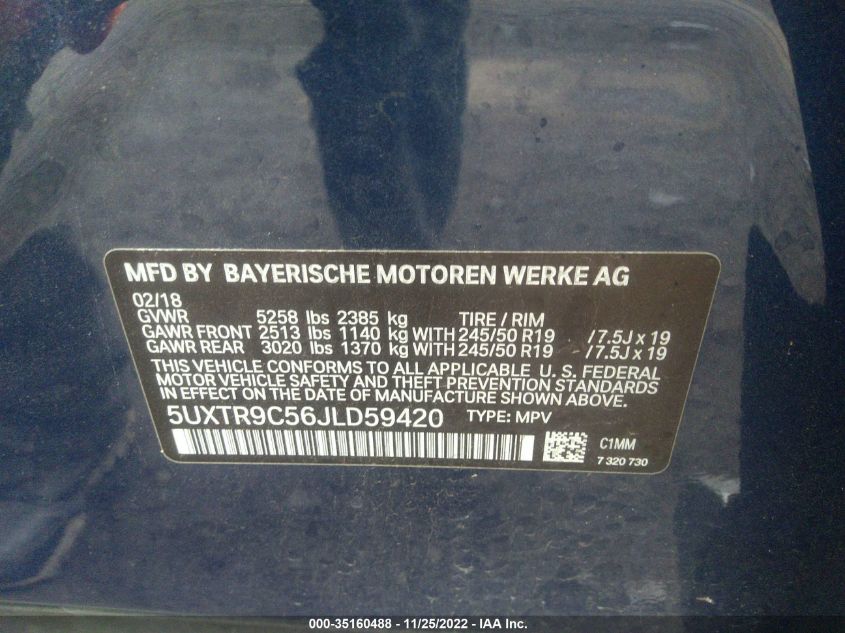 MFD BY BAYERISCHE MOTOREN WERKE AG
02/18
GVWR 5258 lbs 2385 kg TIRE / RIM
GAWR FRONT 2513 lbs 1140 kg WITH 245/50 R19 / 7.5J x 19
GAWR REAR 3020 lbs 1370 kg WITH 245/50 R19 / 7.5J x 19
THIS VEHICLE CONFORMS TO ALL APPLICABLE U. S. FEDERAL
MOTOR VEHICLE SAFETY AND THEFT PREVENTION STANDARDS
IN EFFECT ON THE DATE OF MANUFACTURE SHOWN ABOVE.
5UXTR9C56JLD59420 TYPE: MPV
C1MM
7 320 730
000-35160488 - 11/25/2022 - IAA Inc.